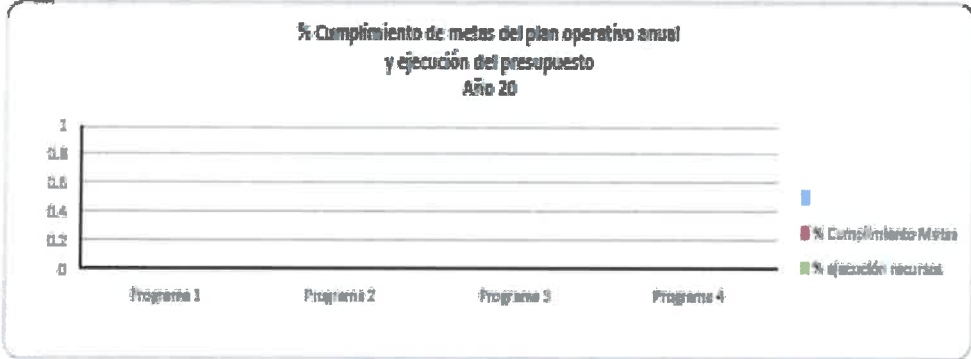 % Cumplimiento de metas del plan operativo anual
y ejecución del presupuesto
Año 20
1
0.8
0.6
0.4
0.2
0
Programa 1 Programa 2 Programa 3 Programa 4
% Cumplimiento Metas
% ejecución recursos